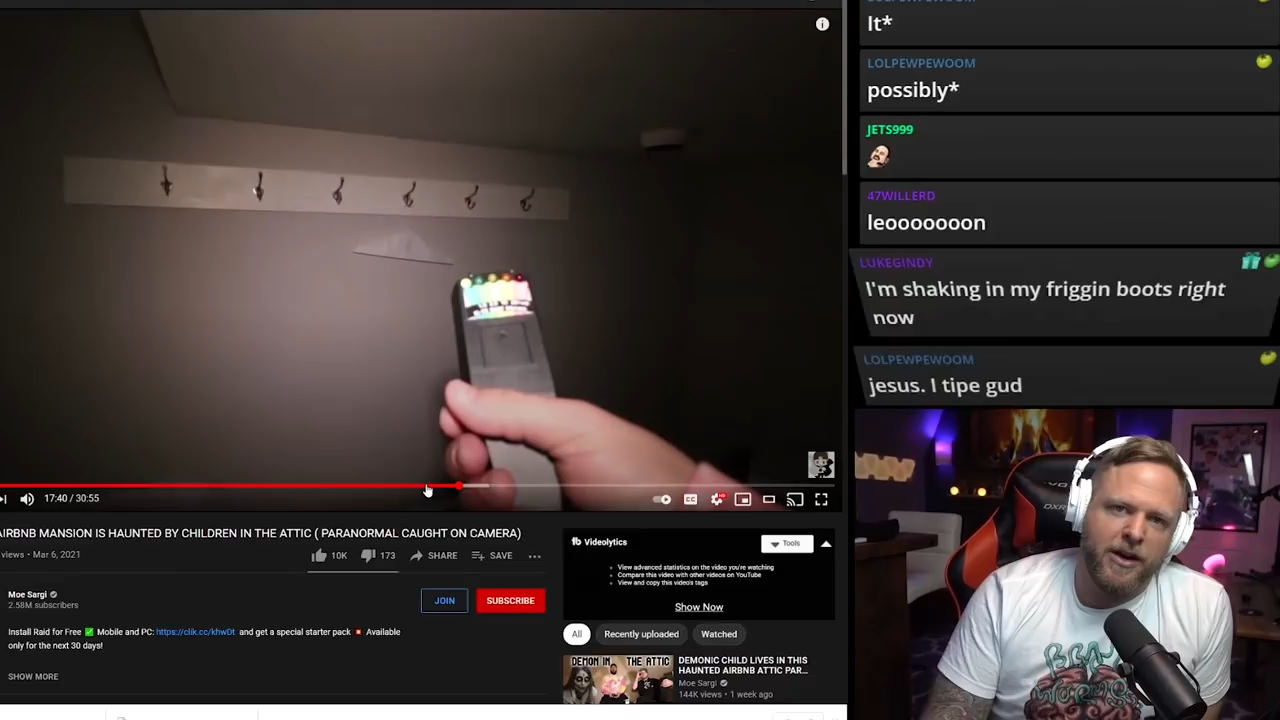 17:40 / 30:55
AIRBNB MANSION IS HAUNTED BY CHILDREN IN THE ATTIC ( PARANORMAL CAUGHT ON CAMERA)
views • Mar 6, 2021
10K
173
SHARE
SAVE
Moe Sargi
2.58M subscribers
JOIN
SUBSCRIBE
Install Raid for Free ✅ Mobile and PC: https://clik.cc/khwDt and get a special starter pack Available
only for the next 30 days!
SHOW MORE
Videolytics
Tools
View advanced statistics on the video you're watching
Compare this video with other videos on YouTube
View and copy this video's tags
Show Now
All
Recently uploaded
Watched
DEMON IN THE ATTIC
DEMONIC CHILD LIVES IN THIS
HAUNTED AIRBNB ATTIC PAR...
Moe Sargi
144K views • 1 week ago
It*
LOLPEWPEWOOM
possibly*
JETS999
47WILLERD
leooooooon
LUKEGINDY
I'm shaking in my friggin boots right
now
LOLPEWPEWOOM
jesus. I tipe gud